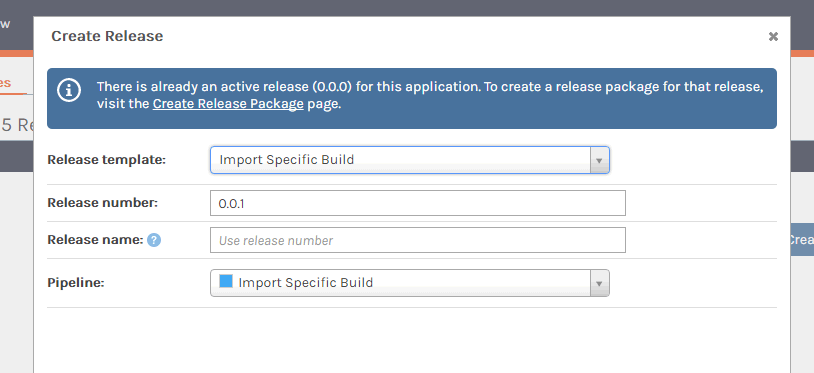 w
Create Release
There is already an active release (0.0.0) for this application. To create a release package for that release,
visit the Create Release Package page.
es
5 Re
Release template: Import Specific Build
Release number: 0.0.1
Release name: ? Use release number
Crea
Pipeline: Import Specific Build